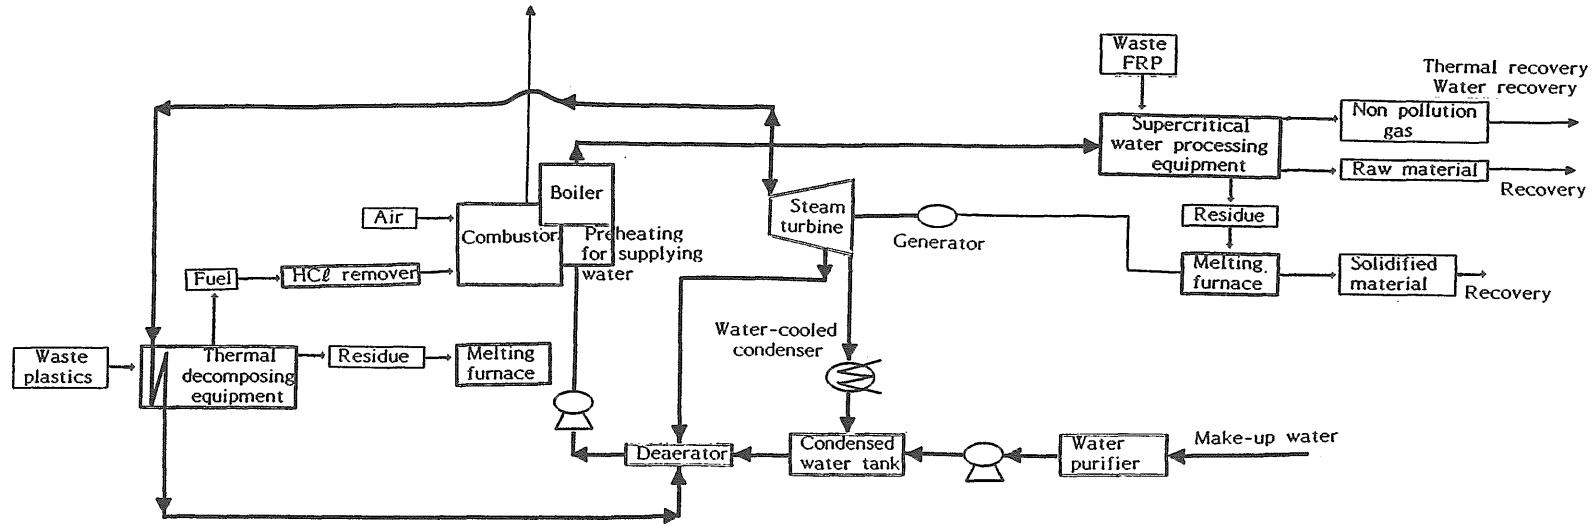 Waste
FRP
Thermal recovery
Water recovery
Non pollution
gas
Supercritical
water processing
equipment
Raw material
Recovery
Boiler
Air
Combustor
Preheating
for supplying
water
Steam
turbine
Generator
Residue
Fuel
HCℓ remover
Melting
furnace
Solidified
material
Recovery
Water-cooled
condenser
Waste
plastics
Thermal
decomposing
equipment
Residue
Melting
furnace
Deaerator
Condensed
water tank
Water
purifier
Make-up water